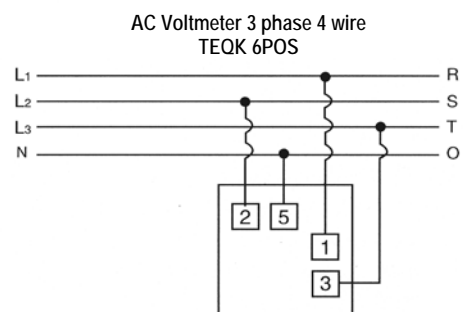 AC Voltmeter 3 phase 4 wire
TEQK 6POS
L1 R
L2 S
L3 T
N O
2 5
1
3